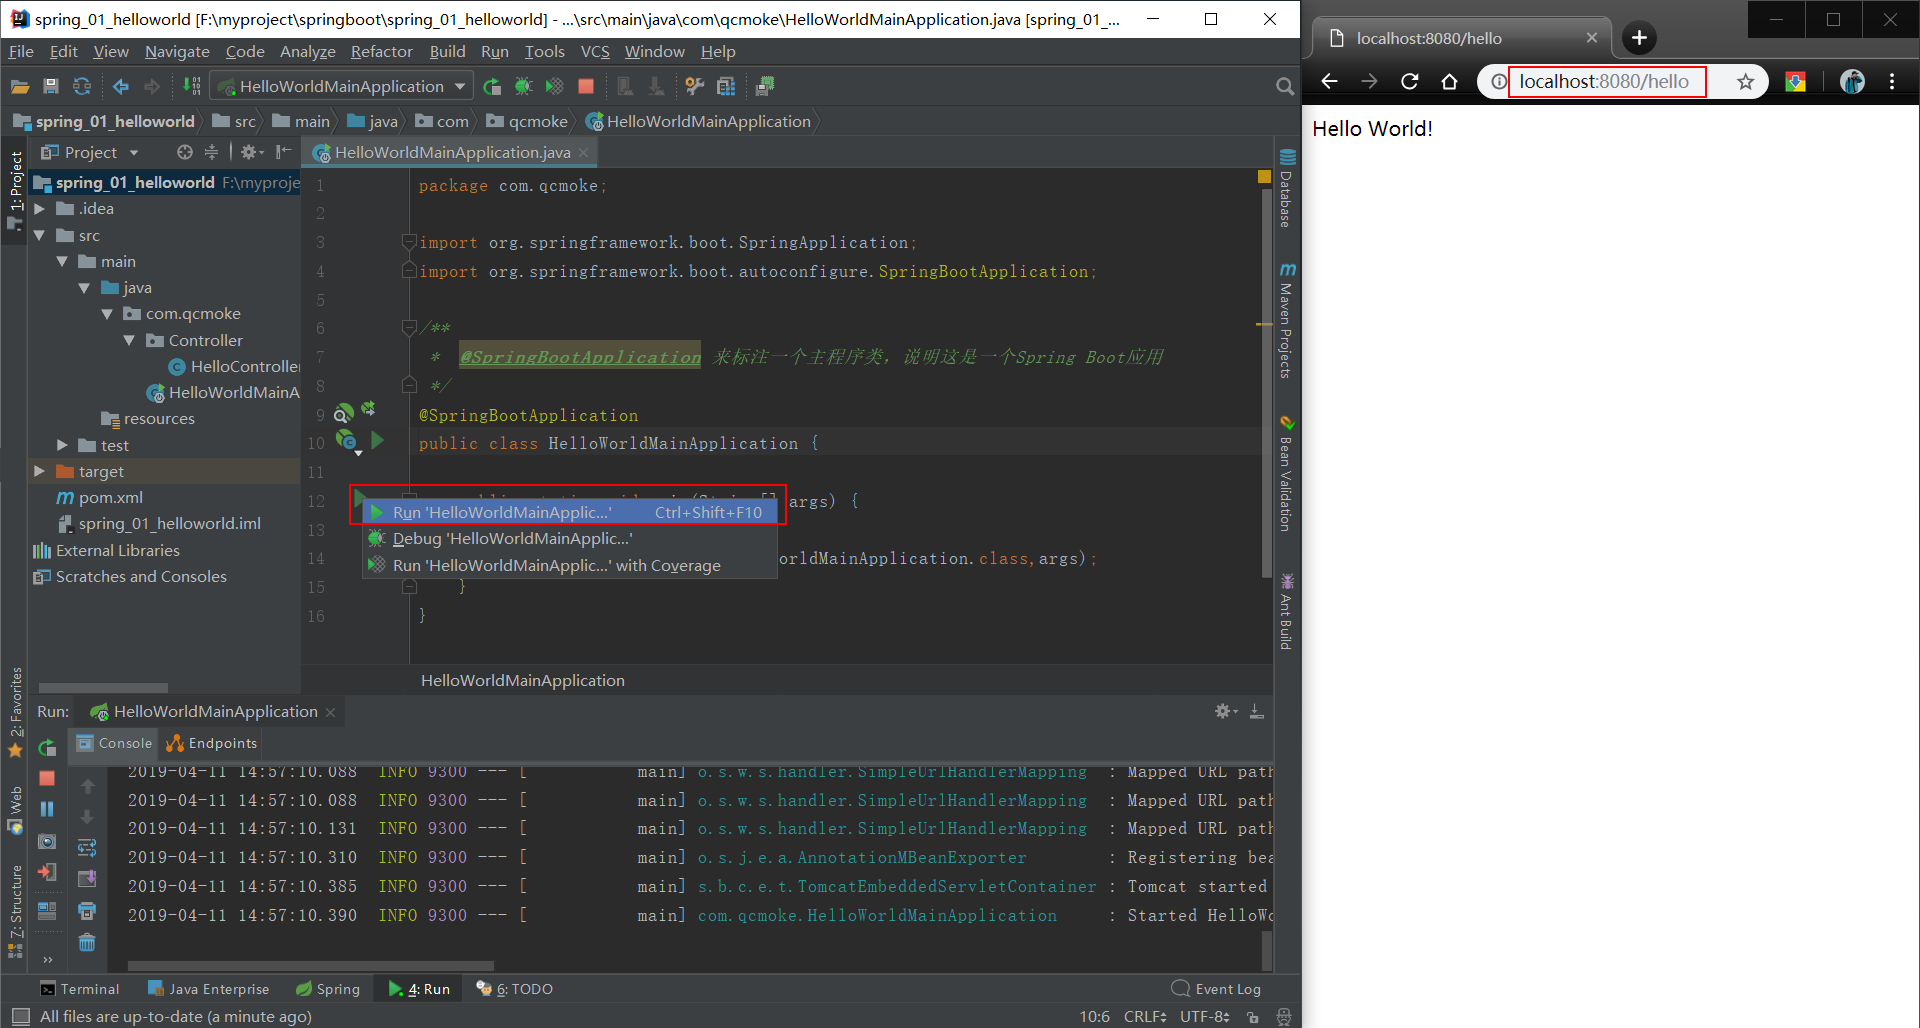 spring_01_helloworld [F:\myproject\springboot\spring_01_helloworld] - ...\src\main\java\com\qcmoke\HelloWorldMainApplication.java [spring_01_...
File Edit View Navigate Code Analyze Refactor Build Run Tools VCS Window Help
HelloWorldMainApplication
spring_01_helloworld src main java com qcmoke HelloWorldMainApplication
Project
HelloWorldMainApplication.java
1: Project
spring_01_helloworld F:\myproje
.idea
src
main
java
com.qcmoke
Controller
HelloController
HelloWorldMainA
resources
test
target
pom.xml
spring_01_helloworld.iml
External Libraries
Scratches and Consoles
1 package com.qcmoke;
2
3 import org.springframework.boot.SpringApplication;
4 import org.springframework.boot.autoconfigure.SpringBootApplication;
5
6 /**
7 * @SpringBootApplication 来标注一个主程序类，说明这是一个Spring Boot应用
8 */
9 @SpringBootApplication
10 public class HelloWorldMainApplication {
11
12 args) {
Run 'HelloWorldMainApplic...' Ctrl+Shift+F10
13
Debug 'HelloWorldMainApplic...'
14 orldMainApplication.class,args);
Run 'HelloWorldMainApplic...' with Coverage
15 }
16 }
HelloWorldMainApplication
Database
Maven Projects
Bean Validation
Ant Build
2: Favorites
Web
7: Structure
Run: HelloWorldMainApplication
Console Endpoints
2019-04-11 14:57:10.088 INFO 9300 --- [ main] o.s.w.s.handler.SimpleUrlHandlerMapping : Mapped URL path
2019-04-11 14:57:10.088 INFO 9300 --- [ main] o.s.w.s.handler.SimpleUrlHandlerMapping : Mapped URL path
2019-04-11 14:57:10.131 INFO 9300 --- [ main] o.s.w.s.handler.SimpleUrlHandlerMapping : Mapped URL path
2019-04-11 14:57:10.310 INFO 9300 --- [ main] o.s.j.e.a.AnnotationMBeanExporter : Registering bea
2019-04-11 14:57:10.385 INFO 9300 --- [ main] s.b.c.e.t.TomcatEmbeddedServletContainer : Tomcat started
2019-04-11 14:57:10.390 INFO 9300 --- [ main] com.qcmoke.HelloWorldMainApplication : Started HelloWo
Terminal Java Enterprise Spring 4: Run 6: TODO Event Log
All files are up-to-date (a minute ago) 10:6 CRLF UTF-8
localhost:8080/hello
localhost:8080/hello
Hello World!